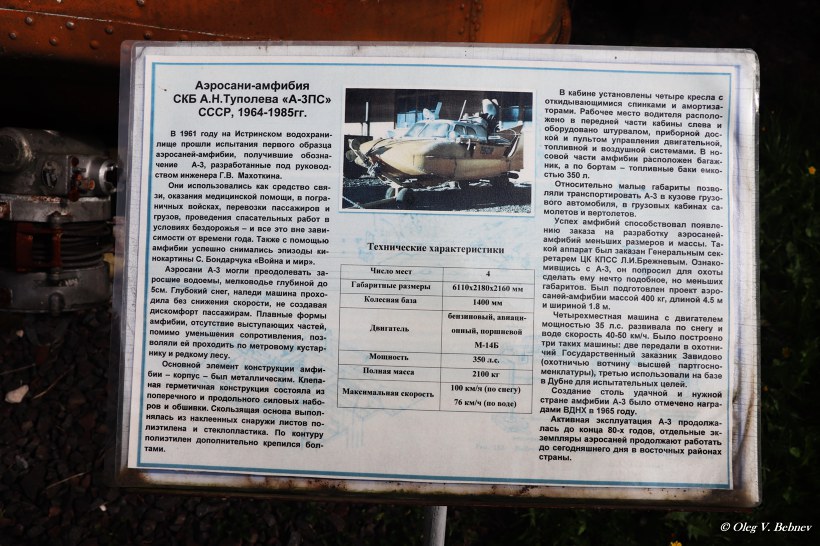 Аэросани-амфибия
СКБ А.Н.Туполева «А-3ПС»
СССР, 1964-1985гг.
В 1961 году на Истринском водохрани-
лище прошли испытания первого образца
аэросаней-амфибии, получившие обозна-
чение А-3, разработанные под руковод-
ством инженера Г.В. Махоткина.
Они использовались как средство свя-
зи, оказания медицинской помощи, в погра-
ничных войсках, перевозки пассажиров и
грузов, проведения спасательных работ в
условиях бездорожья – и все это вне зави-
симости от времени года. Также с помощью
амфибии успешно снимались эпизоды ки-
нокартины С. Бондарчука «Война и мир».
Аэросани А-3 могли преодолевать за-
росшие водоемы, мелководье глубиной до
5см. Глубокий снег, наледи машина прохо-
дила без снижения скорости, не создавая
дискомфорт пассажирам. Плавные формы
амфибии, отсутствие выступающих частей,
помимо уменьшения сопротивления, поз-
воляли ей проходить по метровому кустар-
нику и редкому лесу.
Основной элемент конструкции амфи-
бии – корпус – был металлическим. Клепа-
ная герметичная конструкция состояла из
поперечного и продольного силовых набо-
ров и обшивки. Скользящая основа выпол-
нялась из наклеенных снаружи листов по-
лиэтилена и стеклопластика. По контуру
полиэтилен дополнительно крепился бол-
тами.
Технические характеристики
Число мест 4
Габаритные размеры 6110х2180х2160 мм
Колесная база 1400 мм
Двигатель бензиновый, авиаци-
онный, поршневой
М-14Б
Мощность 350 л.с.
Полная масса 2100 кг
Максимальная скорость 100 км/ч (по снегу)
76 км/ч (по воде)
В кабине установлены четыре кресла с
откидывающимися спинками и амортиза-
торами. Рабочее место водителя располо-
жено в передней части кабины слева и
оборудовано штурвалом, приборной дос-
кой и пультом управления двигательной,
топливной и воздушной системами. В но-
совой части амфибии расположен багаж-
ник, а по бортам – топливные баки емко-
стью 350 л.
Относительно малые габариты позво-
ляли транспортировать А-3 в кузове грузо-
вого автомобиля, в грузовых кабинах са-
молетов и вертолетов.
Успех амфибий способствовал появле-
нию заказа на разработку аэросаней-
амфибий меньших размеров и массы. Та-
кой аппарат был заказан Генеральным сек-
ретарем ЦК КПСС Л.И.Брежневым. Ознако-
мившись с А-3, он попросил для охоты
сделать ему нечто подобное, но меньших
габаритов. Был подготовлен проект аэро-
саней-амфибии массой 400 кг, длиной 4.5 м
и шириной 1.8 м.
Четырехместная машина с двигателем
мощностью 35 л.с. развивала по снегу и
воде скорость 40-50 км/ч. Было построено
три таких машины: две передали в охотни-
чий Государственный заказник Завидово
(охотничью вотчину высшей партгосно-
менклатуры), третью использовали на базе
в Дубне для испытательных целей.
Создание столь удачной и нужной
стране амфибии А-3 было отмечено награ-
дами ВДНХ в 1965 году.
Активная эксплуатация А-3 продолжа-
лась до конца 80-х годов, отдельные эк-
земпляры аэросаней продолжают работать
до сегодняшнего дня в восточных районах
страны.
© Oleg V. Bebnev